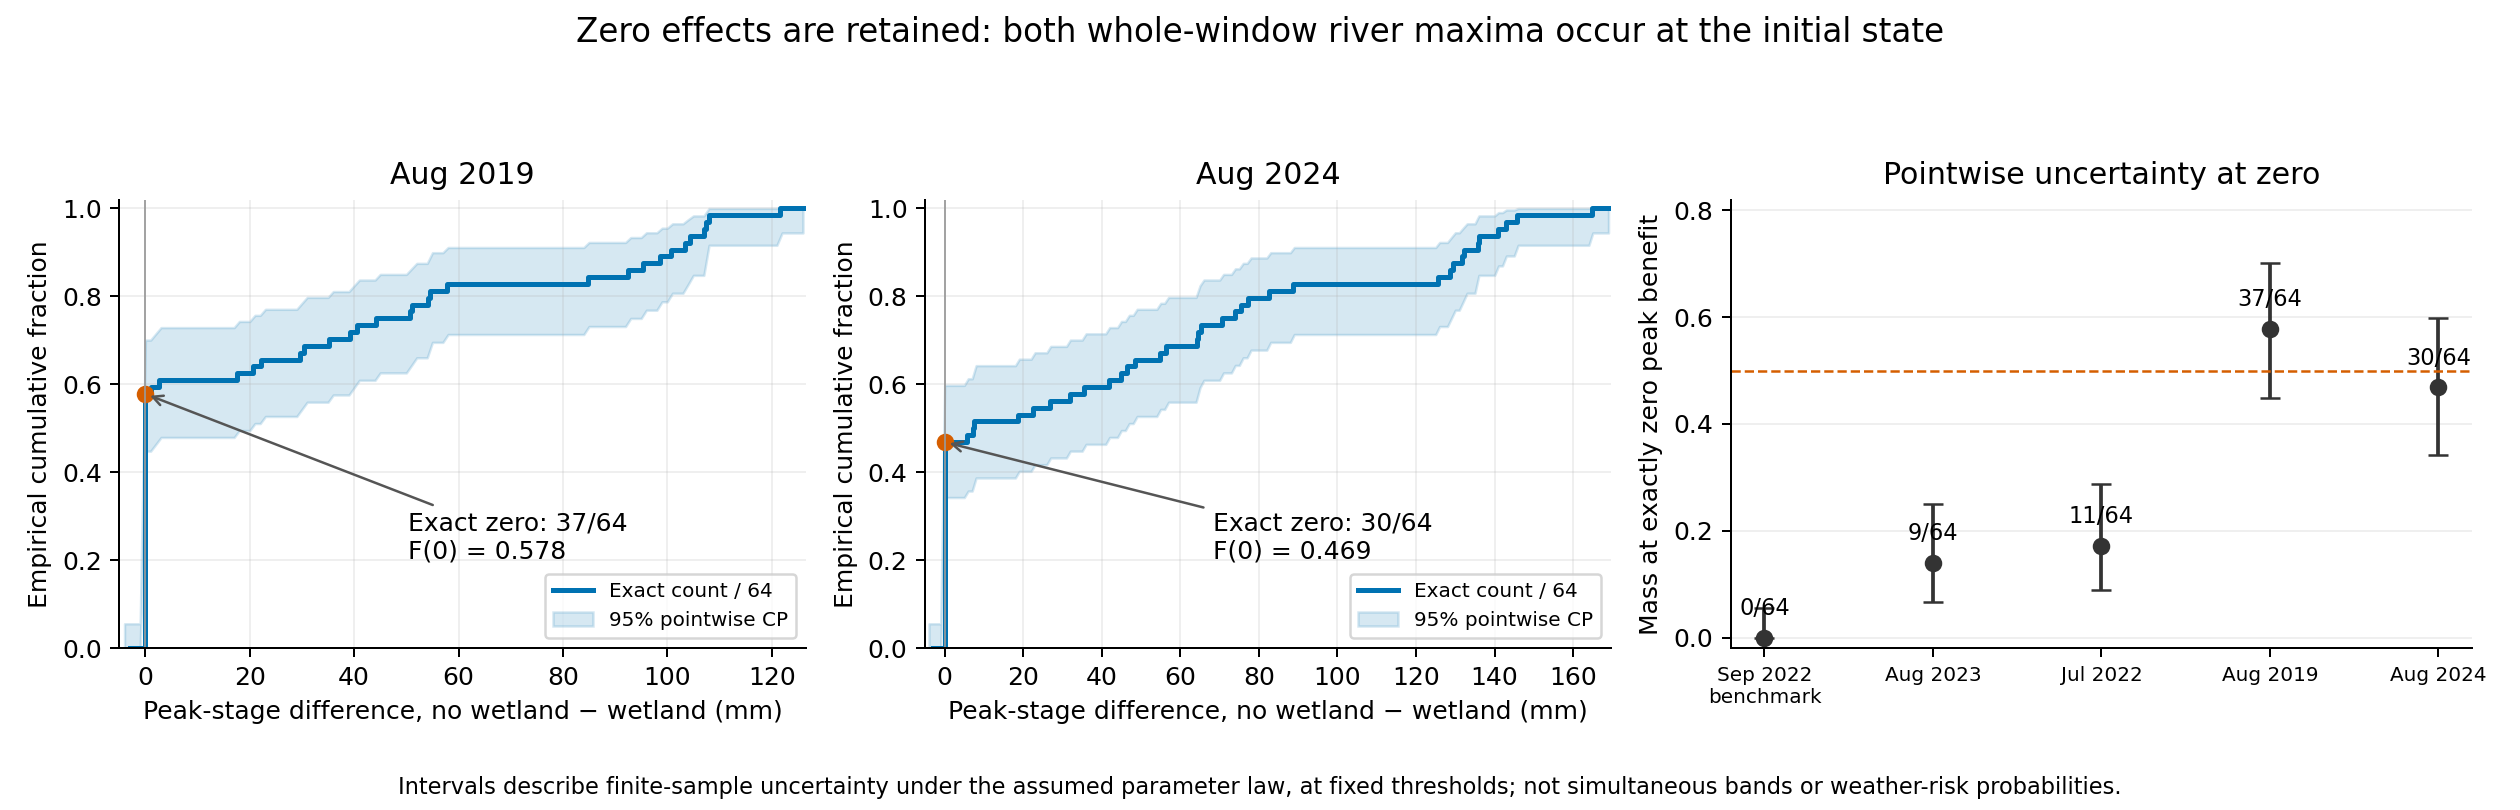 Zero effects are retained: both whole-window river maxima occur at the initial state
Aug 2019
Empirical cumulative fraction
1.0
0.8
0.6
0.4
0.2
0.0
Exact zero: 37/64
F(0) = 0.578
Exact count / 64
95% pointwise CP
0 20 40 60 80 100 120
Peak-stage difference, no wetland − wetland (mm)
Aug 2024
Empirical cumulative fraction
1.0
0.8
0.6
0.4
0.2
0.0
Exact zero: 30/64
F(0) = 0.469
Exact count / 64
95% pointwise CP
0 20 40 60 80 100 120 140 160
Peak-stage difference, no wetland − wetland (mm)
Pointwise uncertainty at zero
Mass at exactly zero peak benefit
0.8
0.6
0.4
0.2
0.0
0/64
9/64
11/64
37/64
30/64
Sep 2022
benchmark
Aug 2023
Jul 2022
Aug 2019
Aug 2024
Intervals describe finite-sample uncertainty under the assumed parameter law, at fixed thresholds; not simultaneous bands or weather-risk probabilities.